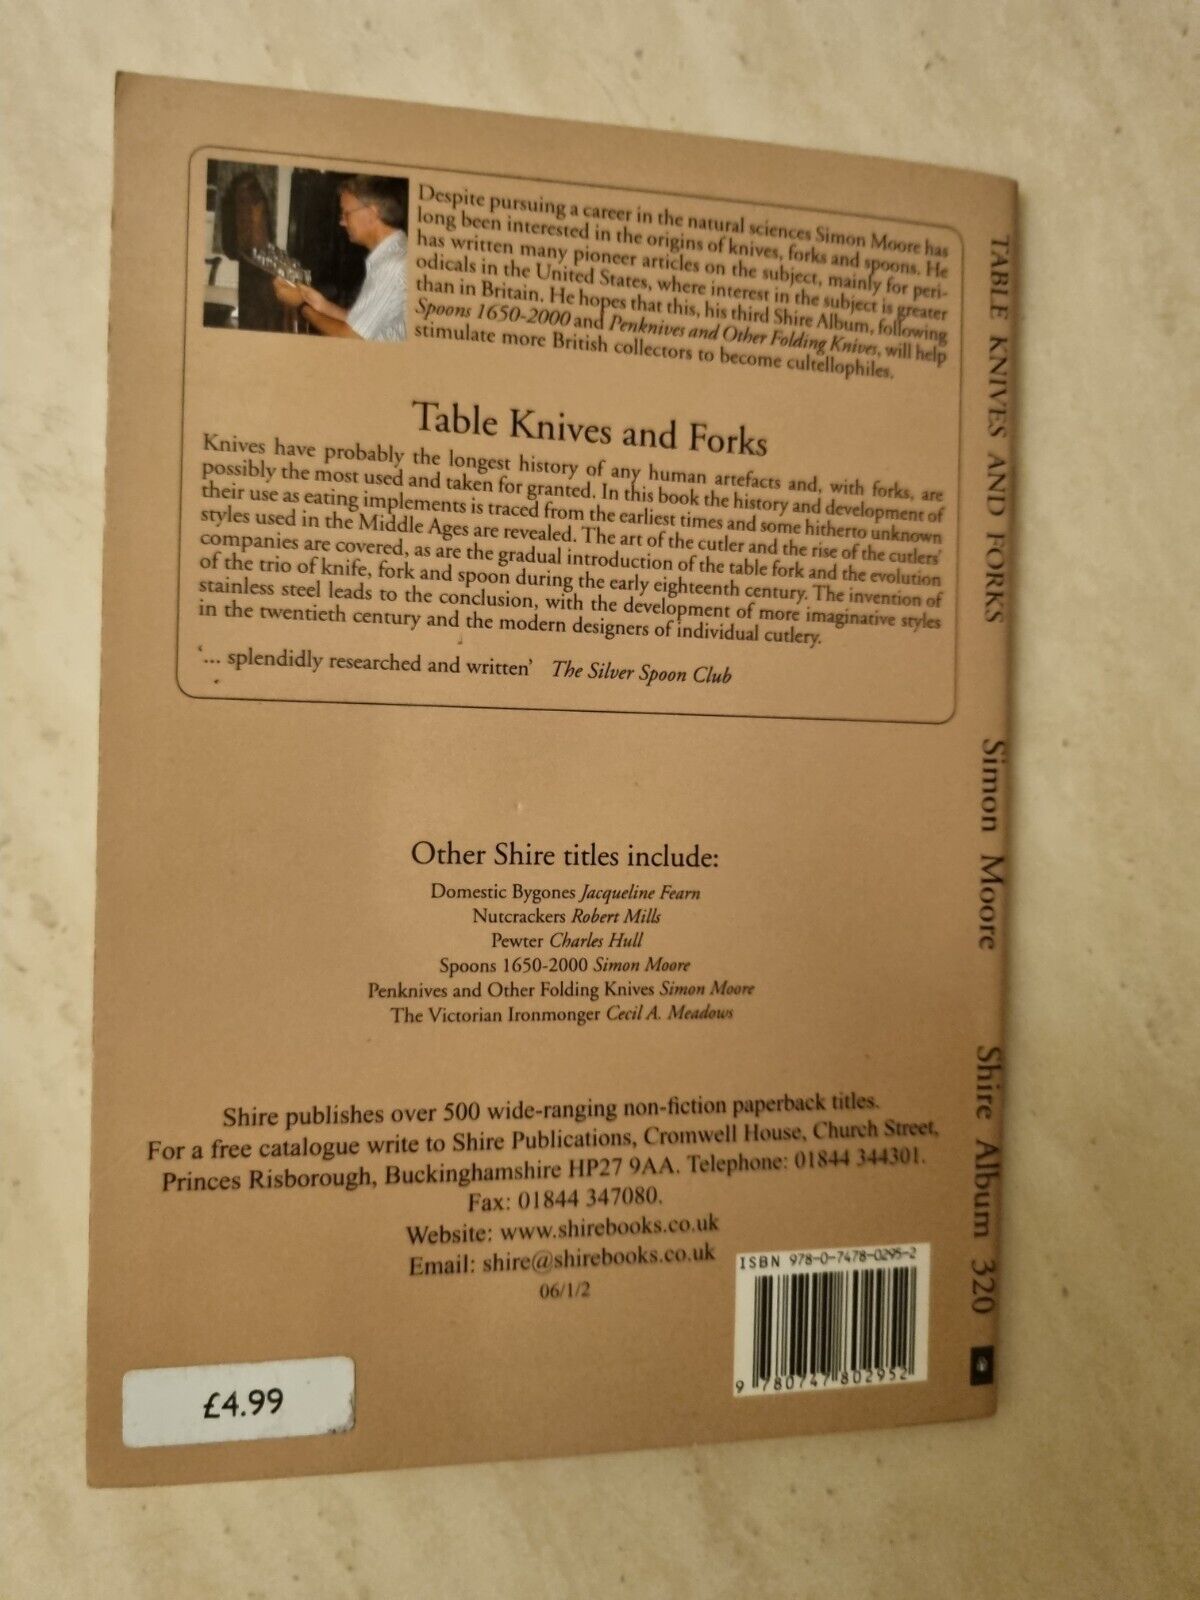 Despite pursuing a career in the natural sciences Simon Moore has
long been interested in the origins of knives, forks and spoons. He
has written many pioneer articles on the subject, mainly for peri-
odicals in the United States, where interest in the subject is greater
than in Britain. He hopes that this, his third Shire Album, following
Spoons 1650-2000 and Penknives and Other Folding Knives, will help
stimulate more British collectors to become cultellophiles.
Table Knives and Forks
Knives have probably the longest history of any human artefacts and, with forks, are
possibly the most used and taken for granted. In this book the history and development of
their use as eating implements is traced from the earliest times and some hitherto unknown
styles used in the Middle Ages are revealed. The art of the cutler and the rise of the cutlers'
companies are covered, as are the gradual introduction of the table fork and the evolution
of the trio of knife, fork and spoon during the early eighteenth century. The invention of
stainless steel leads to the conclusion, with the development of more imaginative styles
in the twentieth century and the modern designers of individual cutlery.
'... splendidly researched and written' The Silver Spoon Club
Other Shire titles include:
Domestic Bygones Jacqueline Fearn
Nutcrackers Robert Mills
Pewter Charles Hull
Spoons 1650-2000 Simon Moore
Penknives and Other Folding Knives Simon Moore
The Victorian Ironmonger Cecil A. Meadows
Shire publishes over 500 wide-ranging non-fiction paperback titles.
For a free catalogue write to Shire Publications, Cromwell House, Church Street,
Princes Risborough, Buckinghamshire HP27 9AA. Telephone: 01844 344301.
Fax: 01844 347080.
Website: www.shirebooks.co.uk
Email: shire@shirebooks.co.uk
06/1/2
ISBN 978-0-7478-0295-2
9 780747 802952
£4.99
TABLE KNIVES AND FORKS Simon Moore Shire Album 320